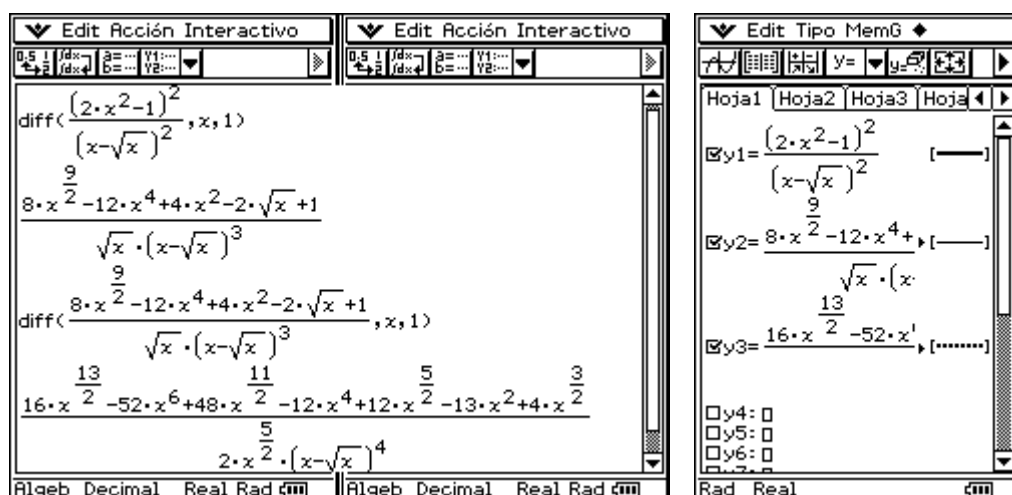 Edit Acción Interactivo
Edit Acción Interactivo
diff((2·x^2-1)^2/(x-√x)^2,x,1)
(8·x^(9/2)-12·x^4+4·x^2-2·√x+1)/(√x·(x-√x)^3)
diff((8·x^(9/2)-12·x^4+4·x^2-2·√x+1)/(√x·(x-√x)^3),x,1)
(16·x^(13/2)-52·x^6+48·x^(11/2)-12·x^4+12·x^(5/2)-13·x^2+4·x^(3/2))/(2·x^(5/2)·(x-√x)^4)
Algeb Decimal Real Rad
Algeb Decimal Real Rad
Edit Tipo MemG
Hoja1 Hoja2 Hoja3 Hoja
y1=(2·x^2-1)^2/(x-√x)^2
y2=8·x^(9/2)-12·x^4+
√x·(x
y3=16·x^(13/2)-52·x
y4:
y5:
y6:
Rad Real